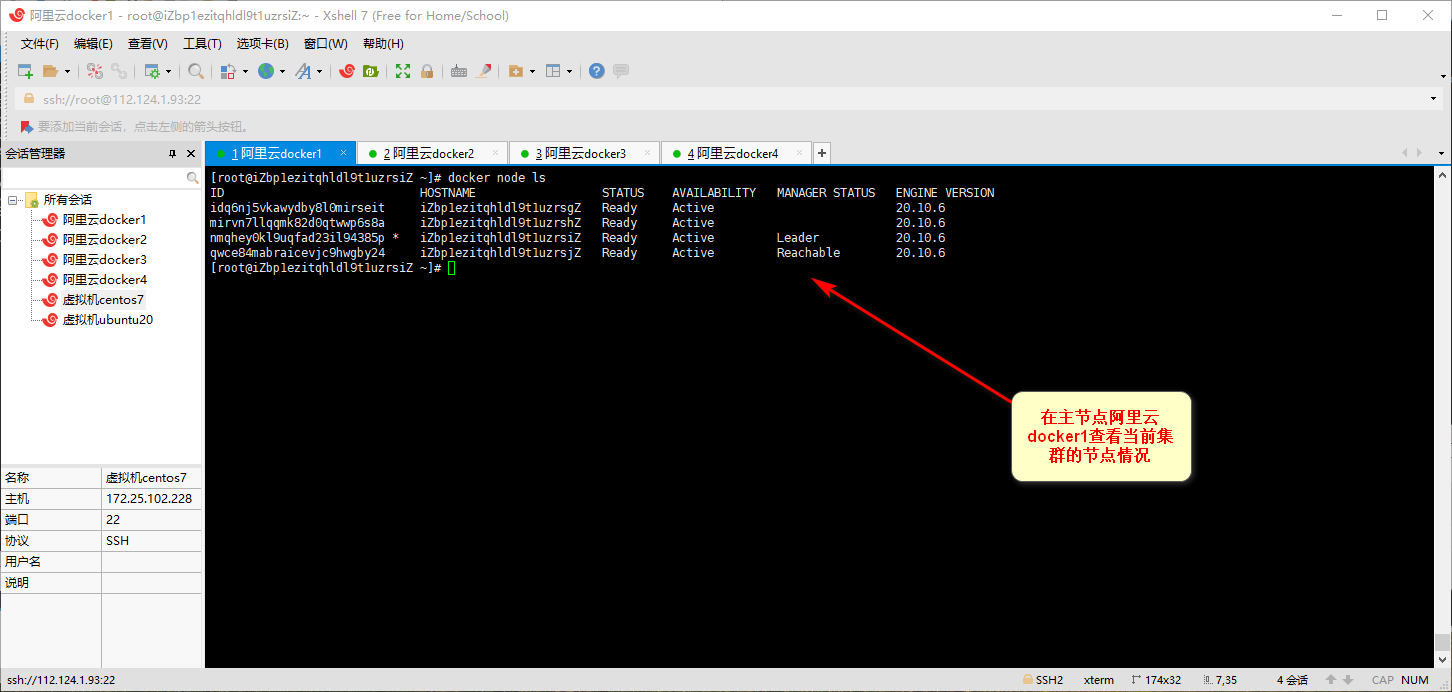 阿里云docker1 - root@iZbp1ezitqhldl9t1uzrsiZ:~ - Xshell 7 (Free for Home/School)
文件(F) 编辑(E) 查看(V) 工具(T) 选项卡(B) 窗口(W) 帮助(H)
ssh://root@112.124.1.93:22
要添加当前会话，点击左侧的箭头按钮。
会话管理器
1 阿里云docker1 2 阿里云docker2 3 阿里云docker3 4 阿里云docker4
所有会话
阿里云docker1
阿里云docker2
阿里云docker3
阿里云docker4
虚拟机centos7
虚拟机ubuntu20
名称 虚拟机centos7
主机 172.25.102.228
端口 22
协议 SSH
用户名
说明
[root@iZbp1ezitqhldl9t1uzrsiZ ~]# docker node ls
ID HOSTNAME STATUS AVAILABILITY MANAGER STATUS ENGINE VERSION
idq6nj5vkawydby8l0mirseit iZbp1ezitqhldl9t1uzrsgZ Ready Active 20.10.6
mirvn7llqqmk82d0qtwwp6s8a iZbp1ezitqhldl9t1uzrshZ Ready Active 20.10.6
nmqhey0kl9uqfad23il94385p * iZbp1ezitqhldl9t1uzrsiZ Ready Active Leader 20.10.6
qwce84mabraicevjc9hwgby24 iZbp1ezitqhldl9t1uzrsjZ Ready Active Reachable 20.10.6
[root@iZbp1ezitqhldl9t1uzrsiZ ~]#
在主节点阿里云
docker1查看当前集
群的节点情况
ssh://112.124.1.93:22 SSH2 xterm 174x32 7,35 4 会话 CAP NUM